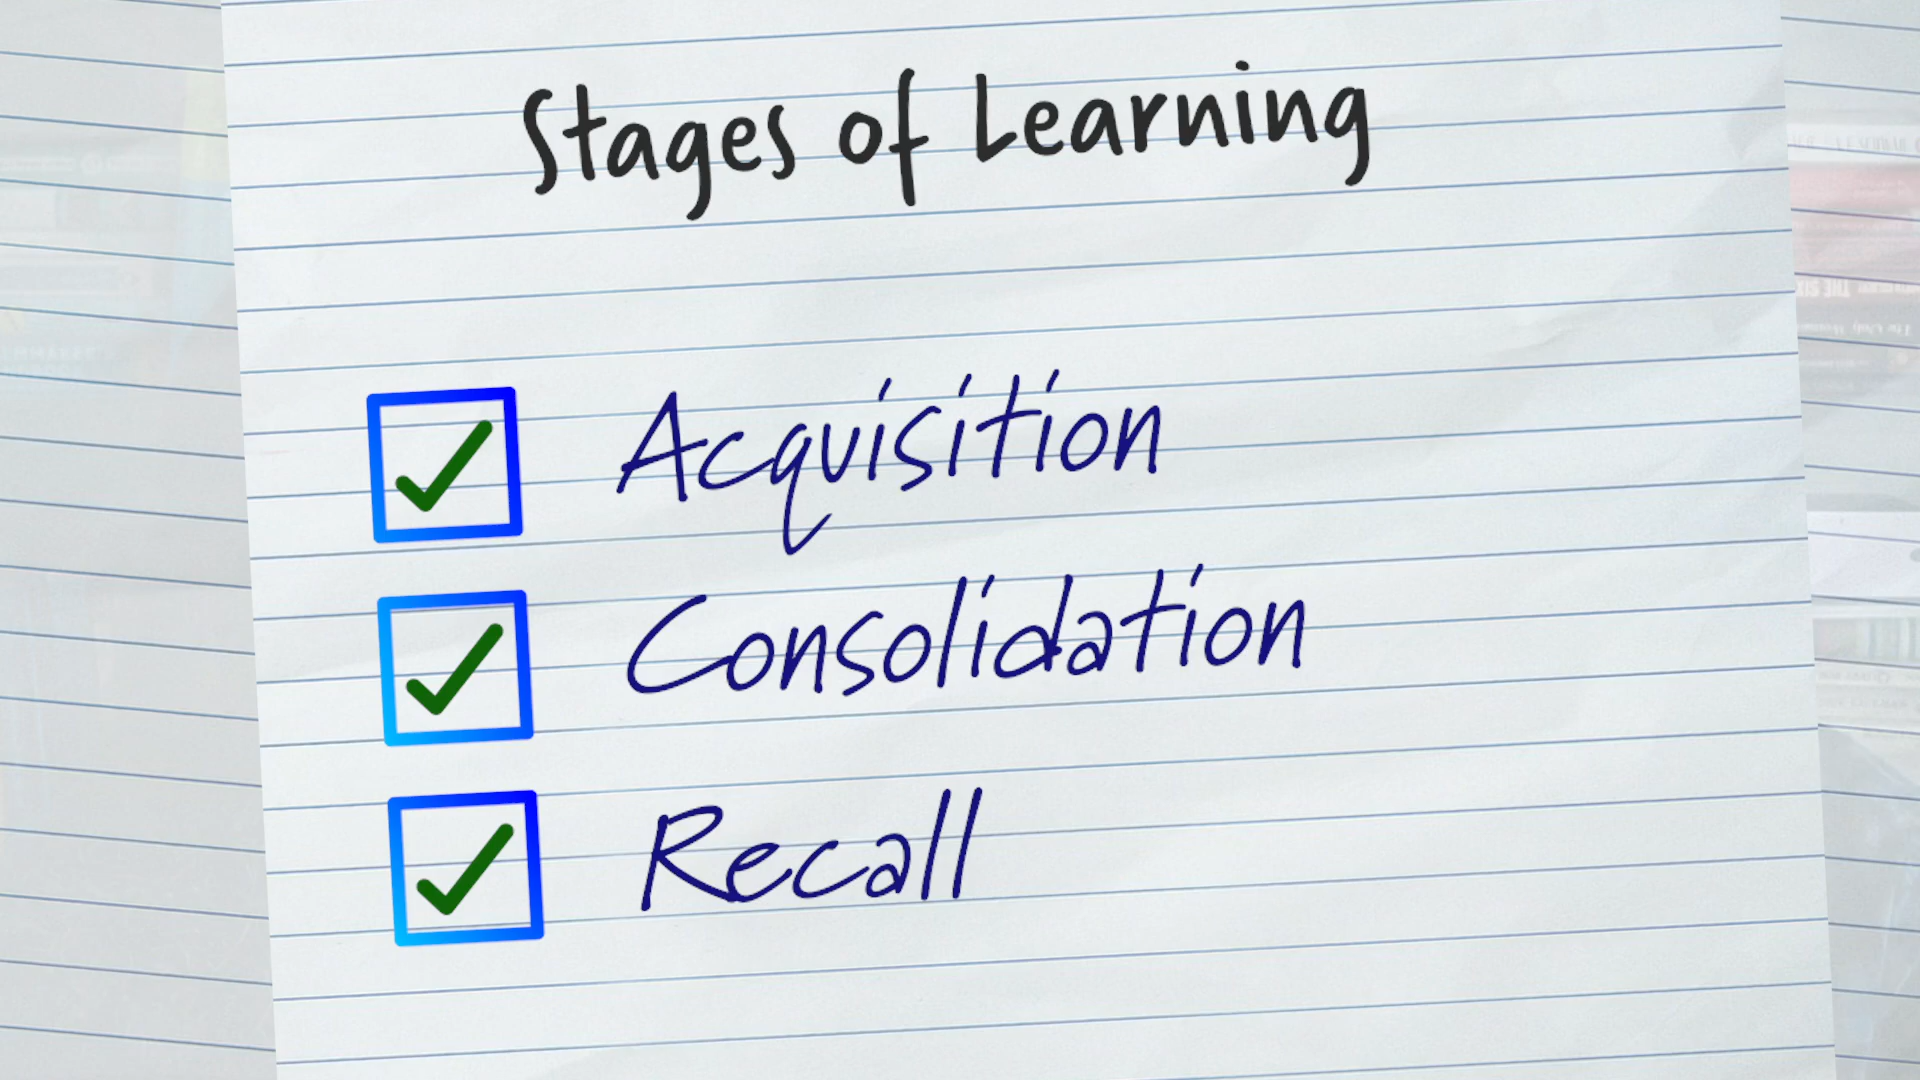 Stages of Learning
Acquisition
Consolidation
Recall